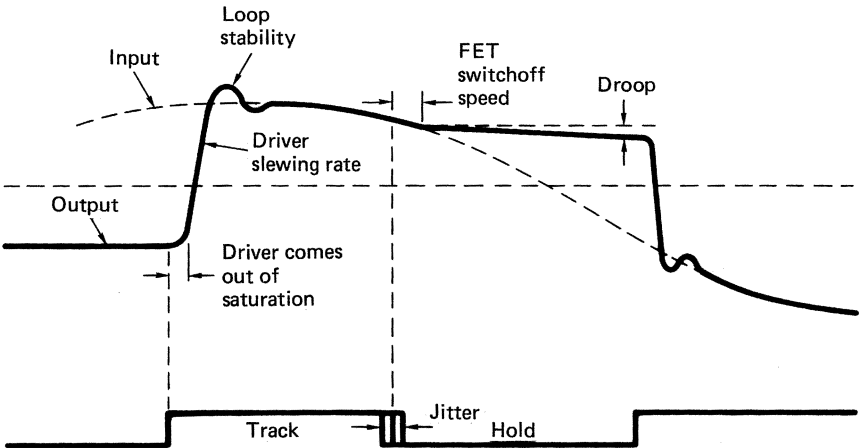 Loop
stability
Input
FET
switchoff
speed
Droop
Driver
slewing rate
Output
Driver comes
out of
saturation
Jitter
Track
Hold